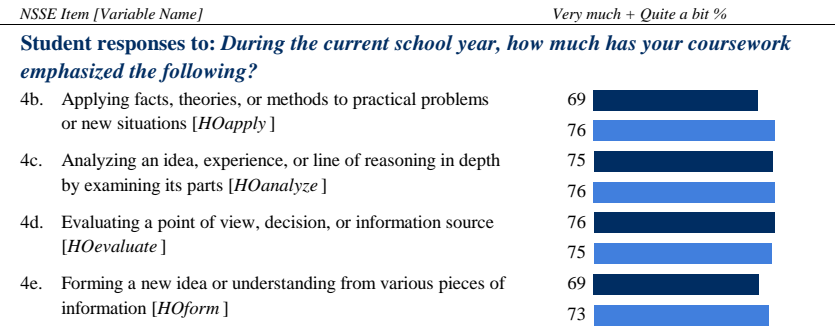 NSSE Item [Variable Name] Very much + Quite a bit %
Student responses to: During the current school year, how much has your coursework
emphasized the following?
4b. Applying facts, theories, or methods to practical problems 69
or new situations [HOapply ] 76
4c. Analyzing an idea, experience, or line of reasoning in depth 75
by examining its parts [HOanalyze ] 76
4d. Evaluating a point of view, decision, or information source 76
[HOevaluate ] 75
4e. Forming a new idea or understanding from various pieces of 69
information [HOform ] 73